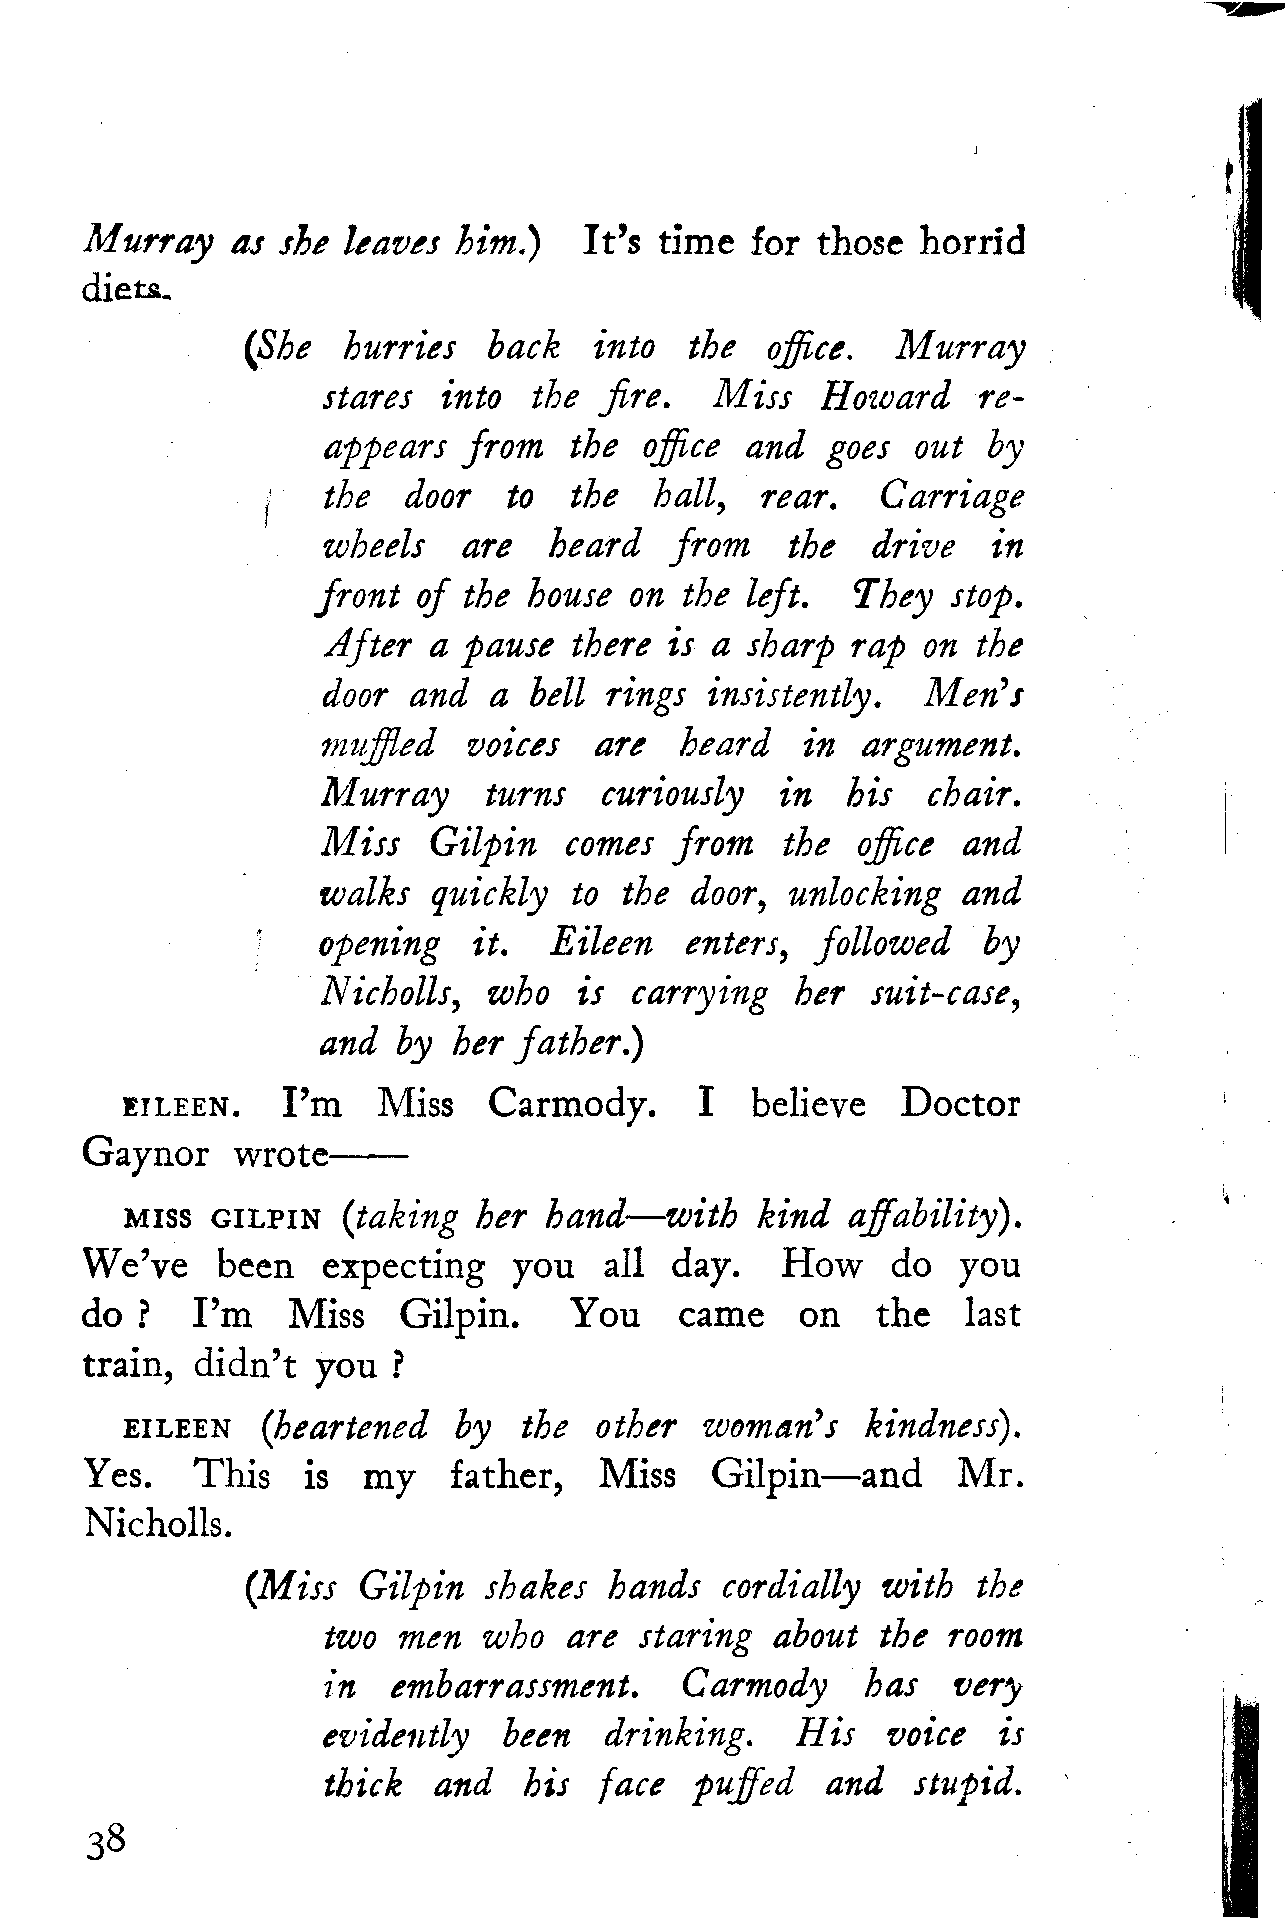 Murray as she leaves him.) It's time for those horrid
diets.
(She hurries back into the office. Murray
stares into the fire. Miss Howard re-
appears from the office and goes out by
the door to the hall, rear. Carriage
wheels are heard from the drive in
front of the house on the left. They stop.
After a pause there is a sharp rap on the
door and a bell rings insistently. Men's
muffled voices are heard in argument.
Murray turns curiously in his chair.
Miss Gilpin comes from the office and
walks quickly to the door, unlocking and
opening it. Eileen enters, followed by
Nicholls, who is carrying her suit-case,
and by her father.)
EILEEN. I'm Miss Carmody. I believe Doctor
Gaynor wrote——
MISS GILPIN (taking her hand—with kind affability).
We've been expecting you all day. How do you
do ? I'm Miss Gilpin. You came on the last
train, didn't you ?
EILEEN (heartened by the other woman's kindness).
Yes. This is my father, Miss Gilpin—and Mr.
Nicholls.
(Miss Gilpin shakes hands cordially with the
two men who are staring about the room
in embarrassment. Carmody has very
evidently been drinking. His voice is
thick and his face puffed and stupid.
38